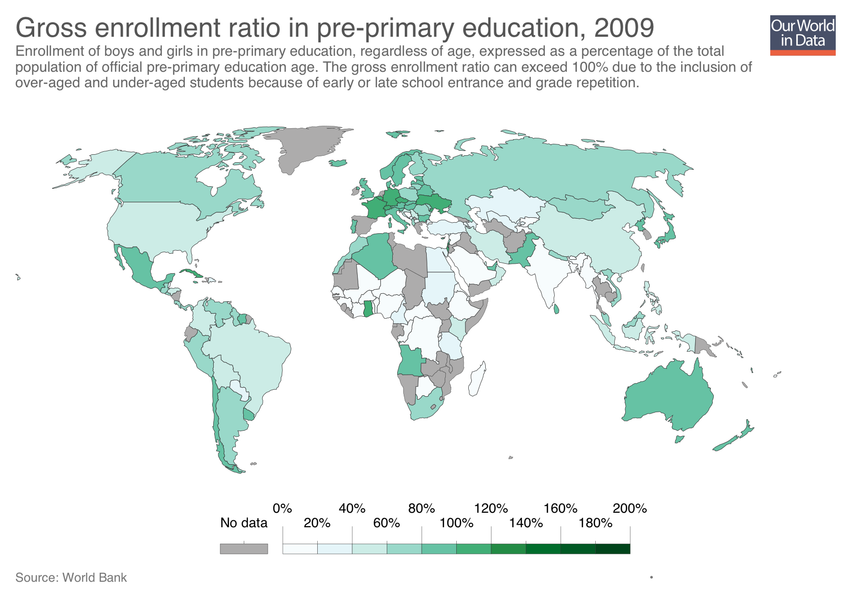 Gross enrollment ratio in pre-primary education, 2009
Our World
in Data
Enrollment of boys and girls in pre-primary education, regardless of age, expressed as a percentage of the total
population of official pre-primary education age. The gross enrollment ratio can exceed 100% due to the inclusion of
over-aged and under-aged students because of early or late school entrance and grade repetition.
0% 40% 80% 120% 160% 200%
No data 20% 60% 100% 140% 180%
Source: World Bank